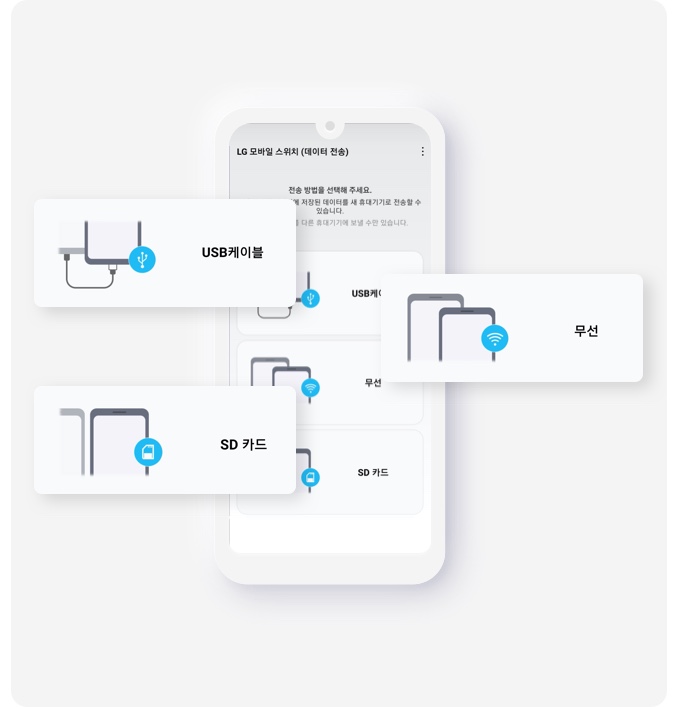 LG 모바일 스위치 (데이터 전송)
전송 방법을 선택해 주세요.
에 저장된 데이터를 새 휴대기기로 전송할 수
있습니다.
다른 휴대기기에 보낼 수만 있습니다.
USB케이블
USB케이
무선
무선
SD 카드
SD 카드